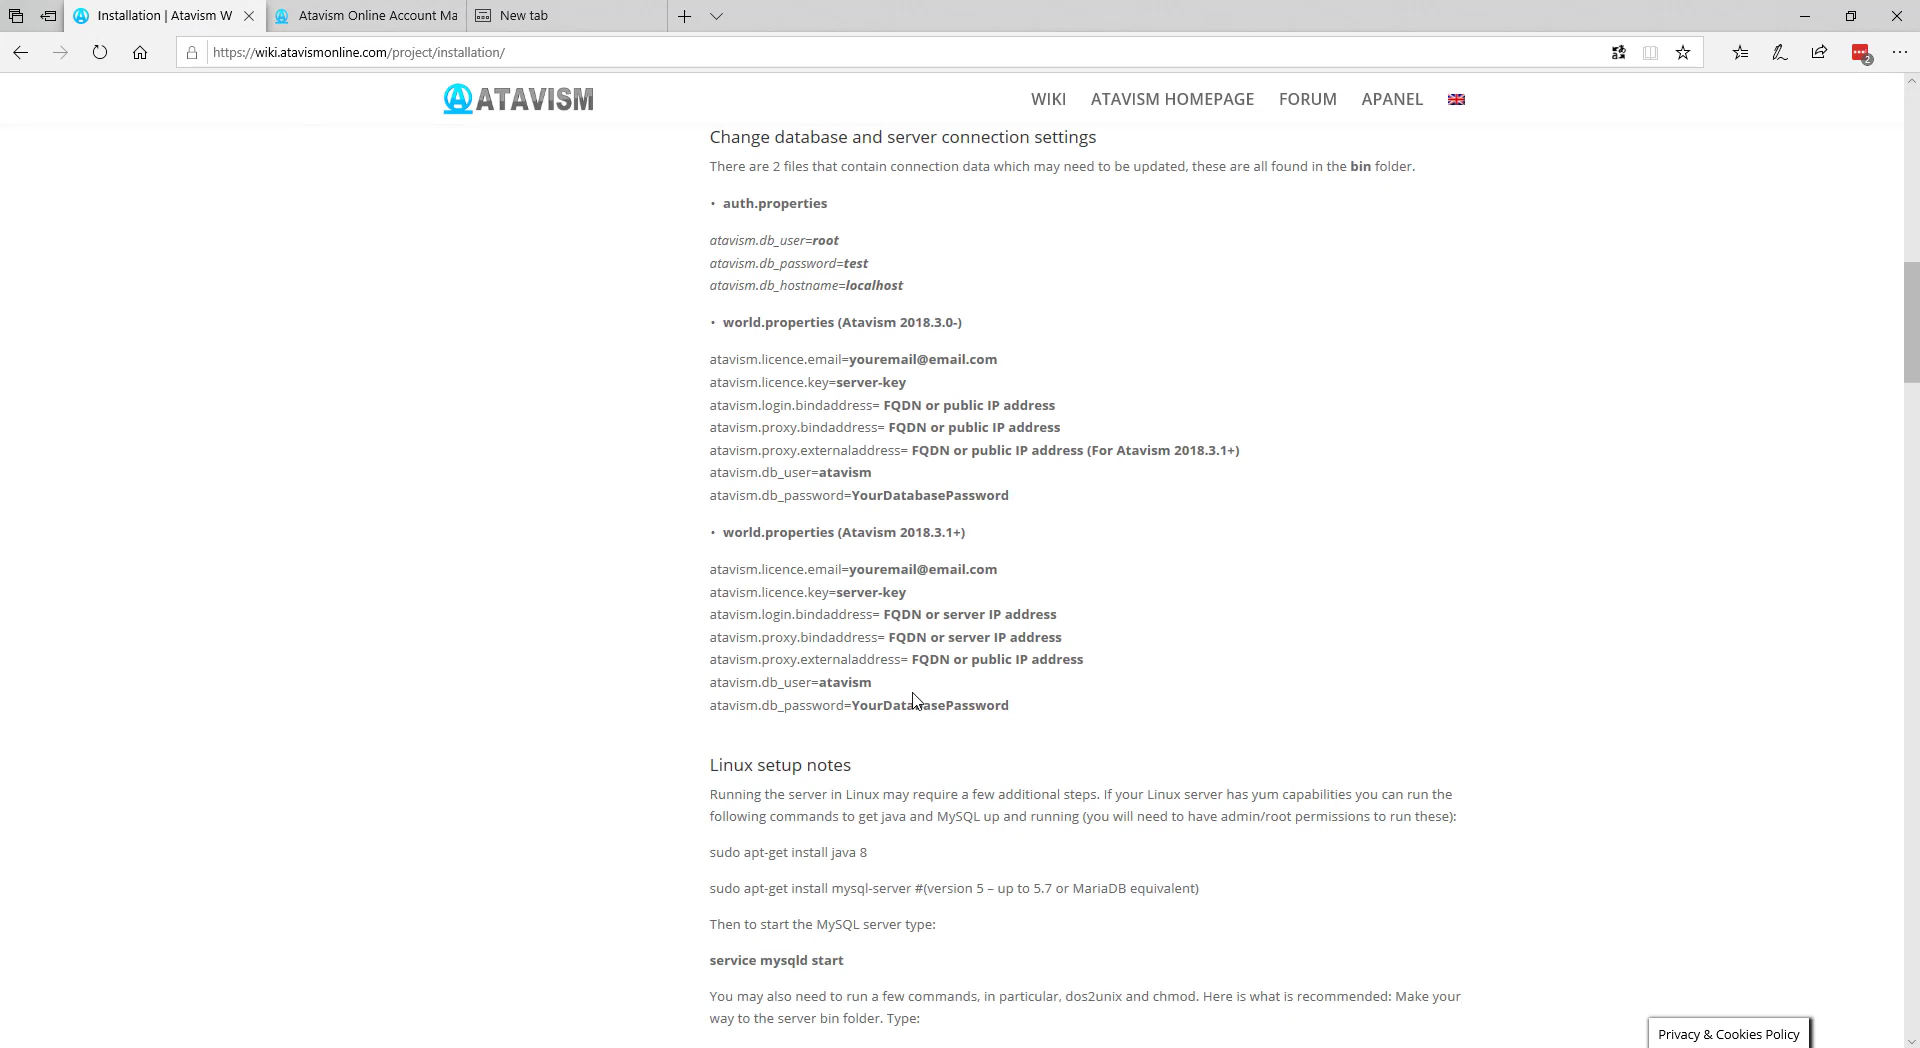 Installation | Atavism W
Atavism Online Account Ma
New tab
https://wiki.atavismonline.com/project/installation/
2
ATAVISM
WIKI
ATAVISM HOMEPAGE
FORUM
APANEL
Change database and server connection settings
There are 2 files that contain connection data which may need to be updated, these are all found in the bin folder.
• auth.properties
atavism.db_user=root
atavism.db_password=test
atavism.db_hostname=localhost
• world.properties (Atavism 2018.3.0-)
atavism.licence.email=youremail@email.com
atavism.licence.key=server-key
atavism.login.bindaddress= FQDN or public IP address
atavism.proxy.bindaddress= FQDN or public IP address
atavism.proxy.externaladdress= FQDN or public IP address (For Atavism 2018.3.1+)
atavism.db_user=atavism
atavism.db_password=YourDatabasePassword
• world.properties (Atavism 2018.3.1+)
atavism.licence.email=youremail@email.com
atavism.licence.key=server-key
atavism.login.bindaddress= FQDN or server IP address
atavism.proxy.bindaddress= FQDN or server IP address
atavism.proxy.externaladdress= FQDN or public IP address
atavism.db_user=atavism
atavism.db_password=YourDatabasePassword
Linux setup notes
Running the server in Linux may require a few additional steps. If your Linux server has yum capabilities you can run the
following commands to get java and MySQL up and running (you will need to have admin/root permissions to run these):
sudo apt-get install java 8
sudo apt-get install mysql-server #(version 5 – up to 5.7 or MariaDB equivalent)
Then to start the MySQL server type:
service mysqld start
You may also need to run a few commands, in particular, dos2unix and chmod. Here is what is recommended: Make your
way to the server bin folder. Type:
Privacy & Cookies Policy